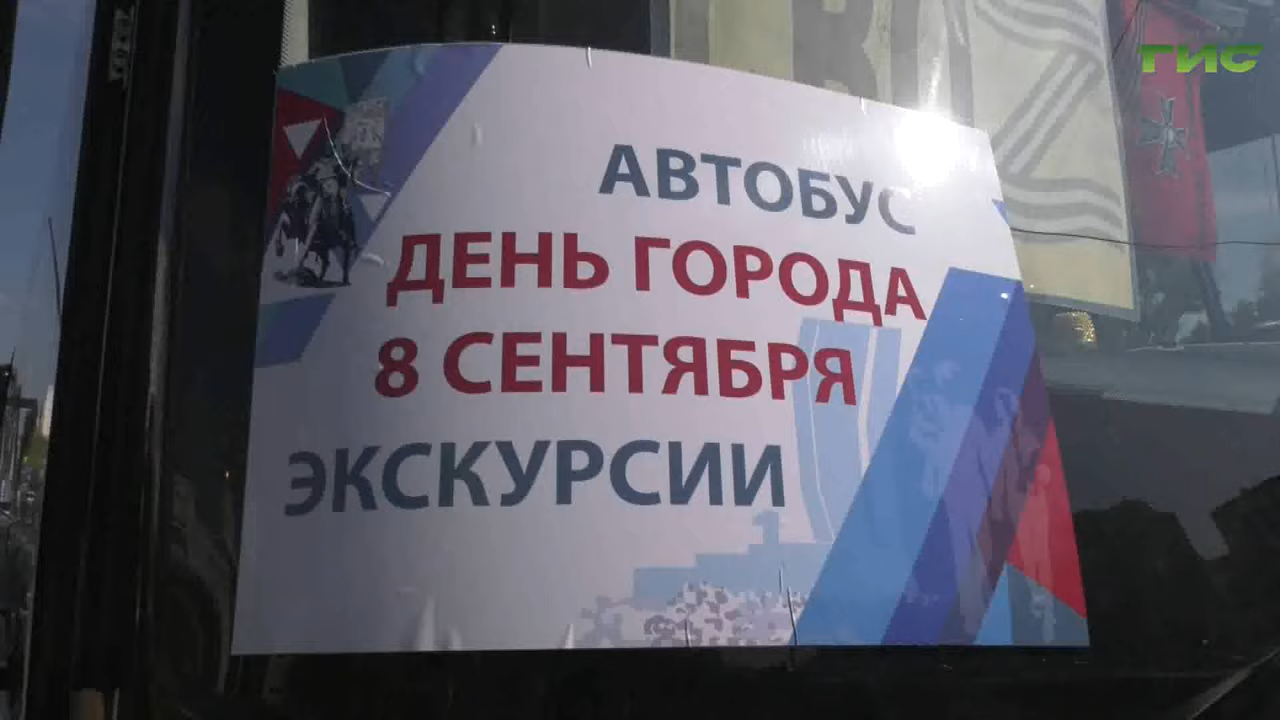 ГИС
АВТОБУС
ДЕНЬ ГОРОДА
8 СЕНТЯБРЯ
ЭКСКУРСИИ